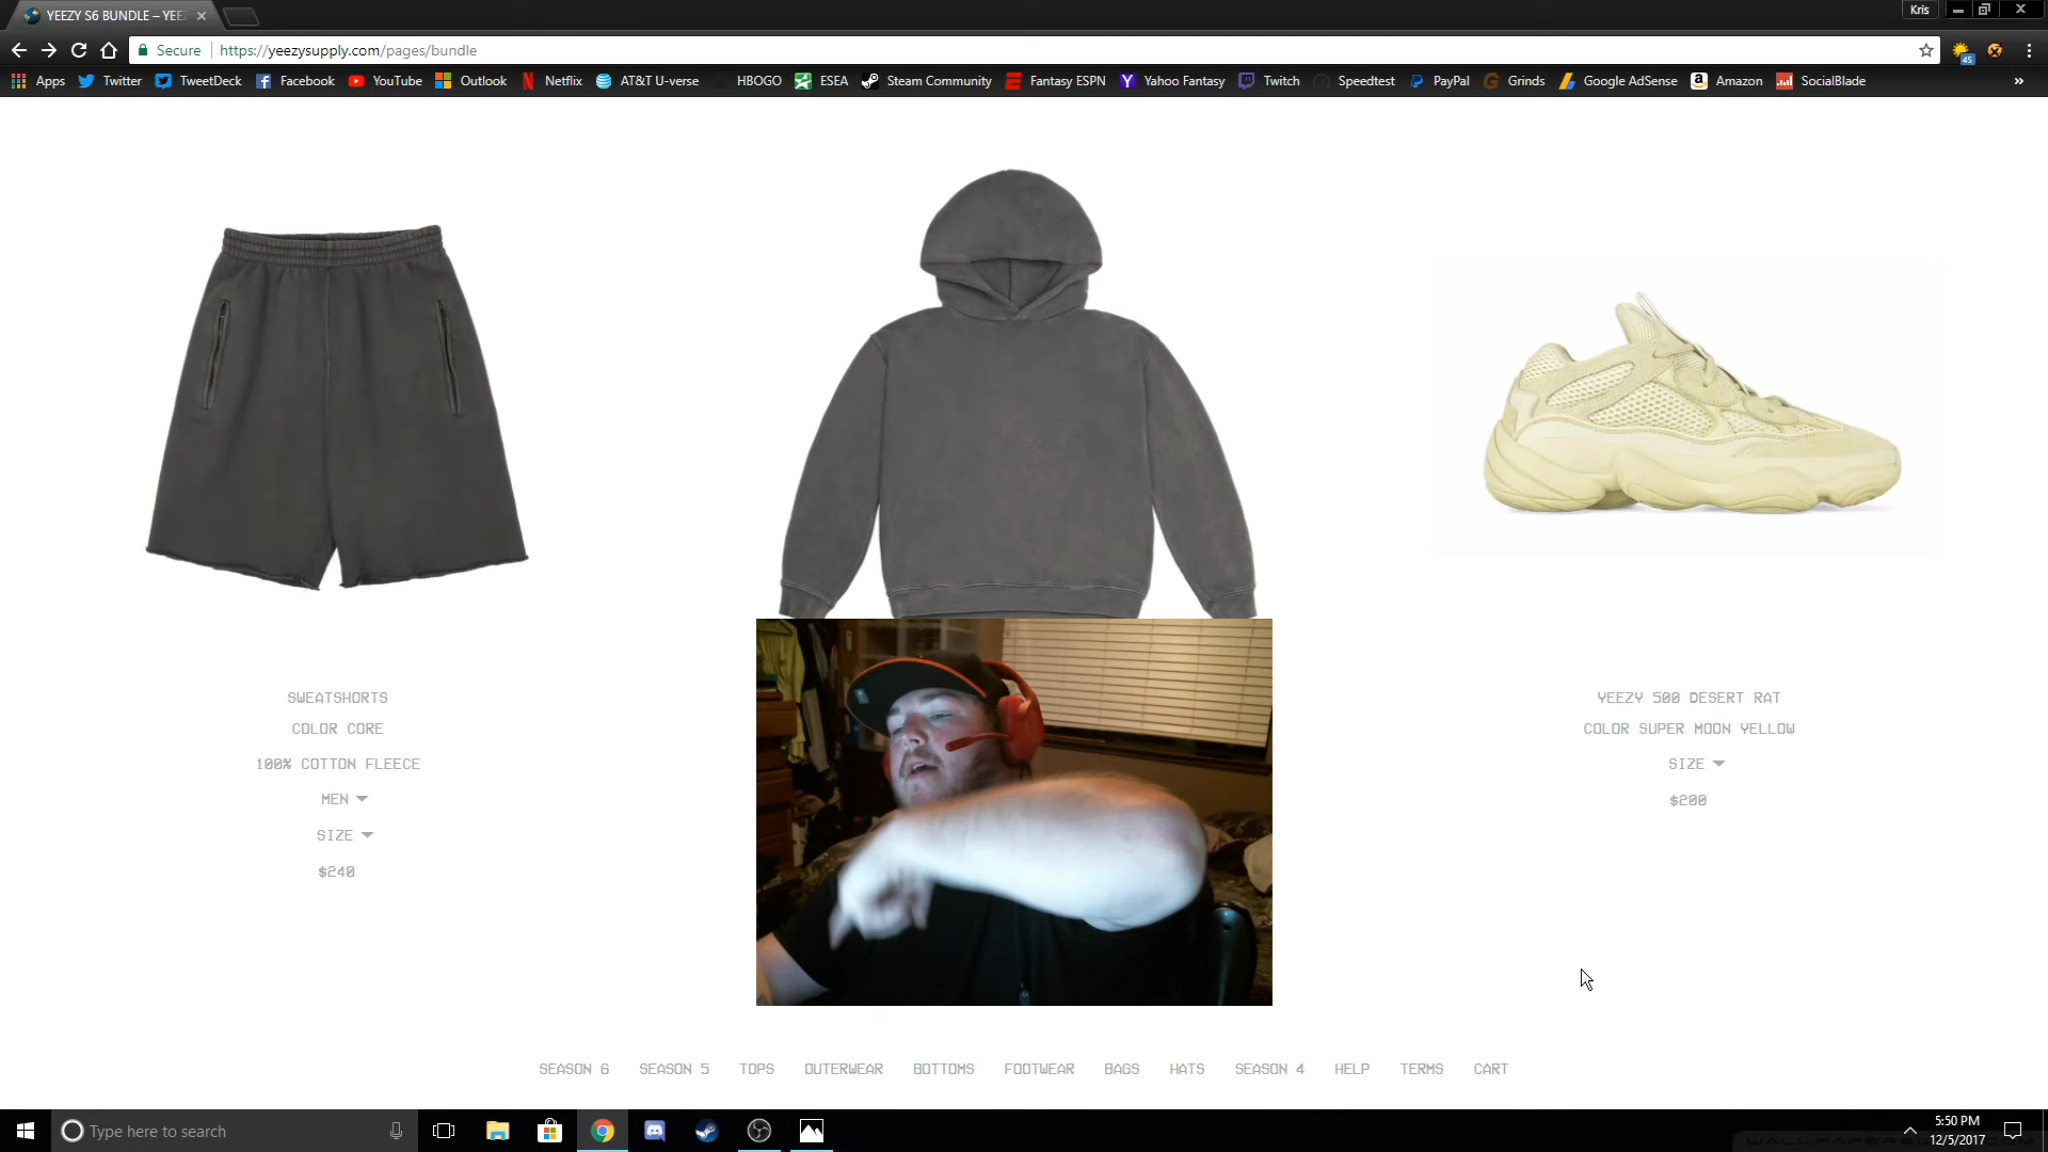 YEEZY S6 BUNDLE – YEE
Kris
Secure
https://yeezysupply.com/pages/bundle
45
Apps Twitter TweetDeck Facebook YouTube Outlook Netflix AT&T U-verse HBOGO ESEA Steam Community Fantasy ESPN Yahoo Fantasy Twitch Speedtest PayPal Grinds Google AdSense Amazon SocialBlade »
SWEATSHORTS
COLOR CORE
100% COTTON FLEECE
MEN
SIZE
$240
YEEZY 500 DESERT RAT
COLOR SUPER MOON YELLOW
SIZE
$200
SEASON 6 SEASON 5 TOPS OUTERWEAR BOTTOMS FOOTWEAR BAGS HATS SEASON 4 HELP TERMS CART
Type here to search
5:50 PM
12/5/2017